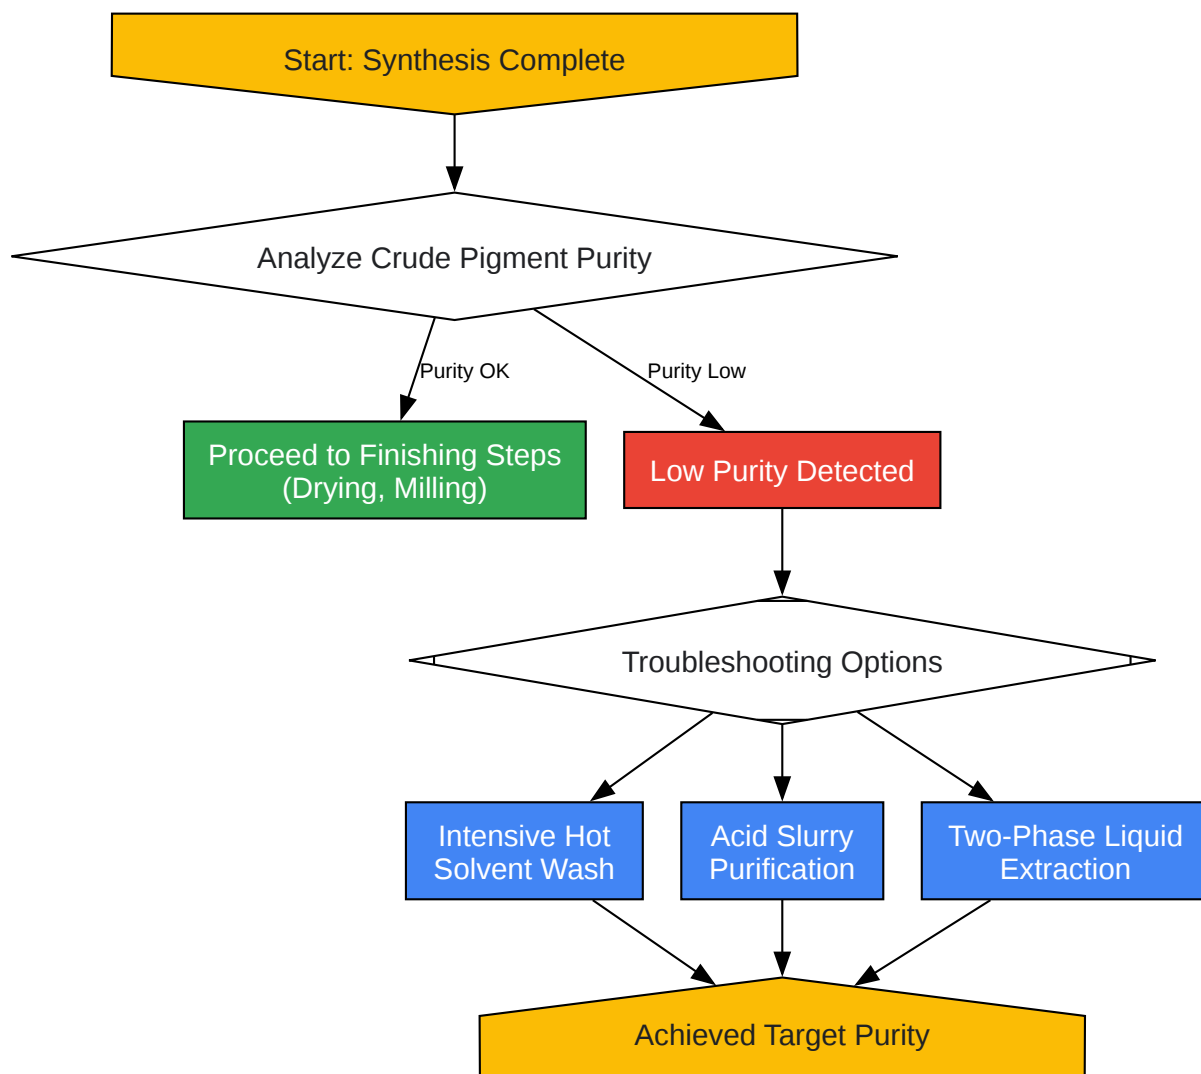 Start: Synthesis Complete
Analyze Crude Pigment Purity
Purity OK
Purity Low
Proceed to Finishing Steps
(Drying, Milling)
Low Purity Detected
Troubleshooting Options
Intensive Hot
Solvent Wash
Acid Slurry
Purification
Two-Phase Liquid
Extraction
Achieved Target Purity